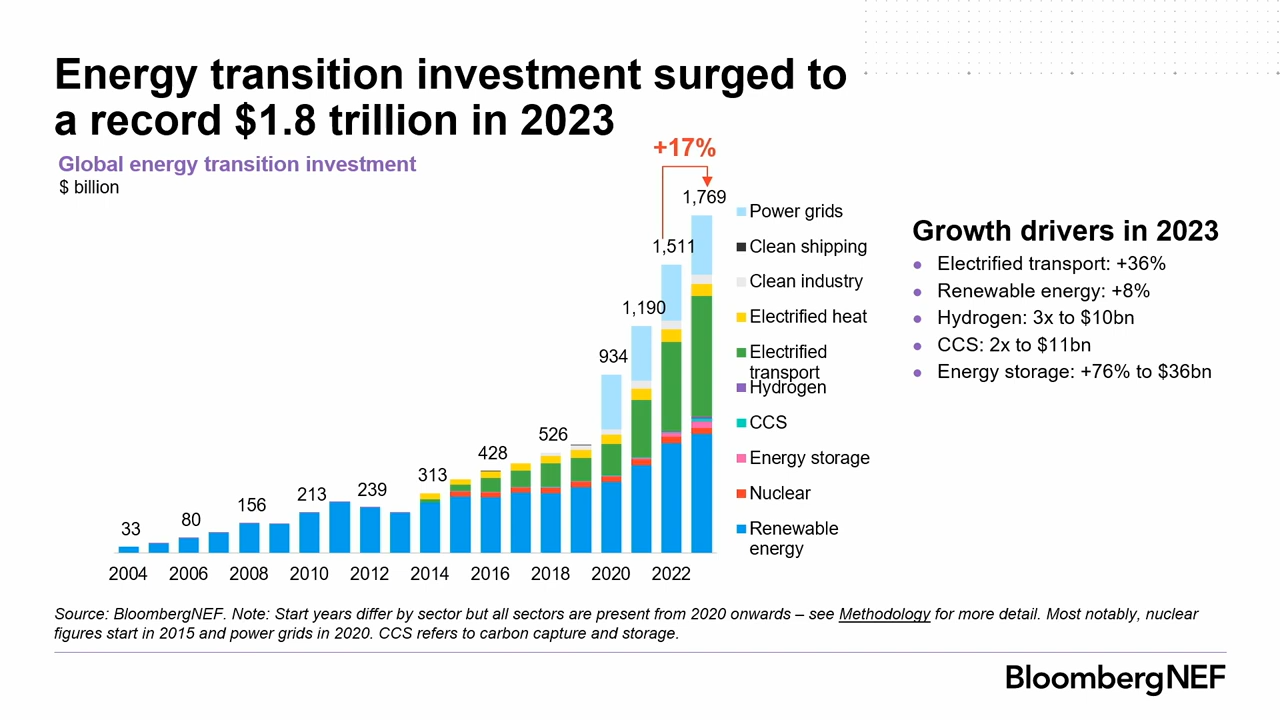 Energy transition investment surged to
a record $1.8 trillion in 2023
Global energy transition investment
$ billion
+17%
33
80
156
213
239
313
428
526
934
1,190
1,511
1,769
2004
2006
2008
2010
2012
2014
2016
2018
2020
2022
Power grids
Clean shipping
Clean industry
Electrified heat
Electrified
transport
Hydrogen
CCS
Energy storage
Nuclear
Renewable
energy
Growth drivers in 2023
• Electrified transport: +36%
• Renewable energy: +8%
• Hydrogen: 3x to $10bn
• CCS: 2x to $11bn
• Energy storage: +76% to $36bn
Source: BloombergNEF. Note: Start years differ by sector but all sectors are present from 2020 onwards – see Methodology for more detail. Most notably, nuclear
figures start in 2015 and power grids in 2020. CCS refers to carbon capture and storage.
BloombergNEF